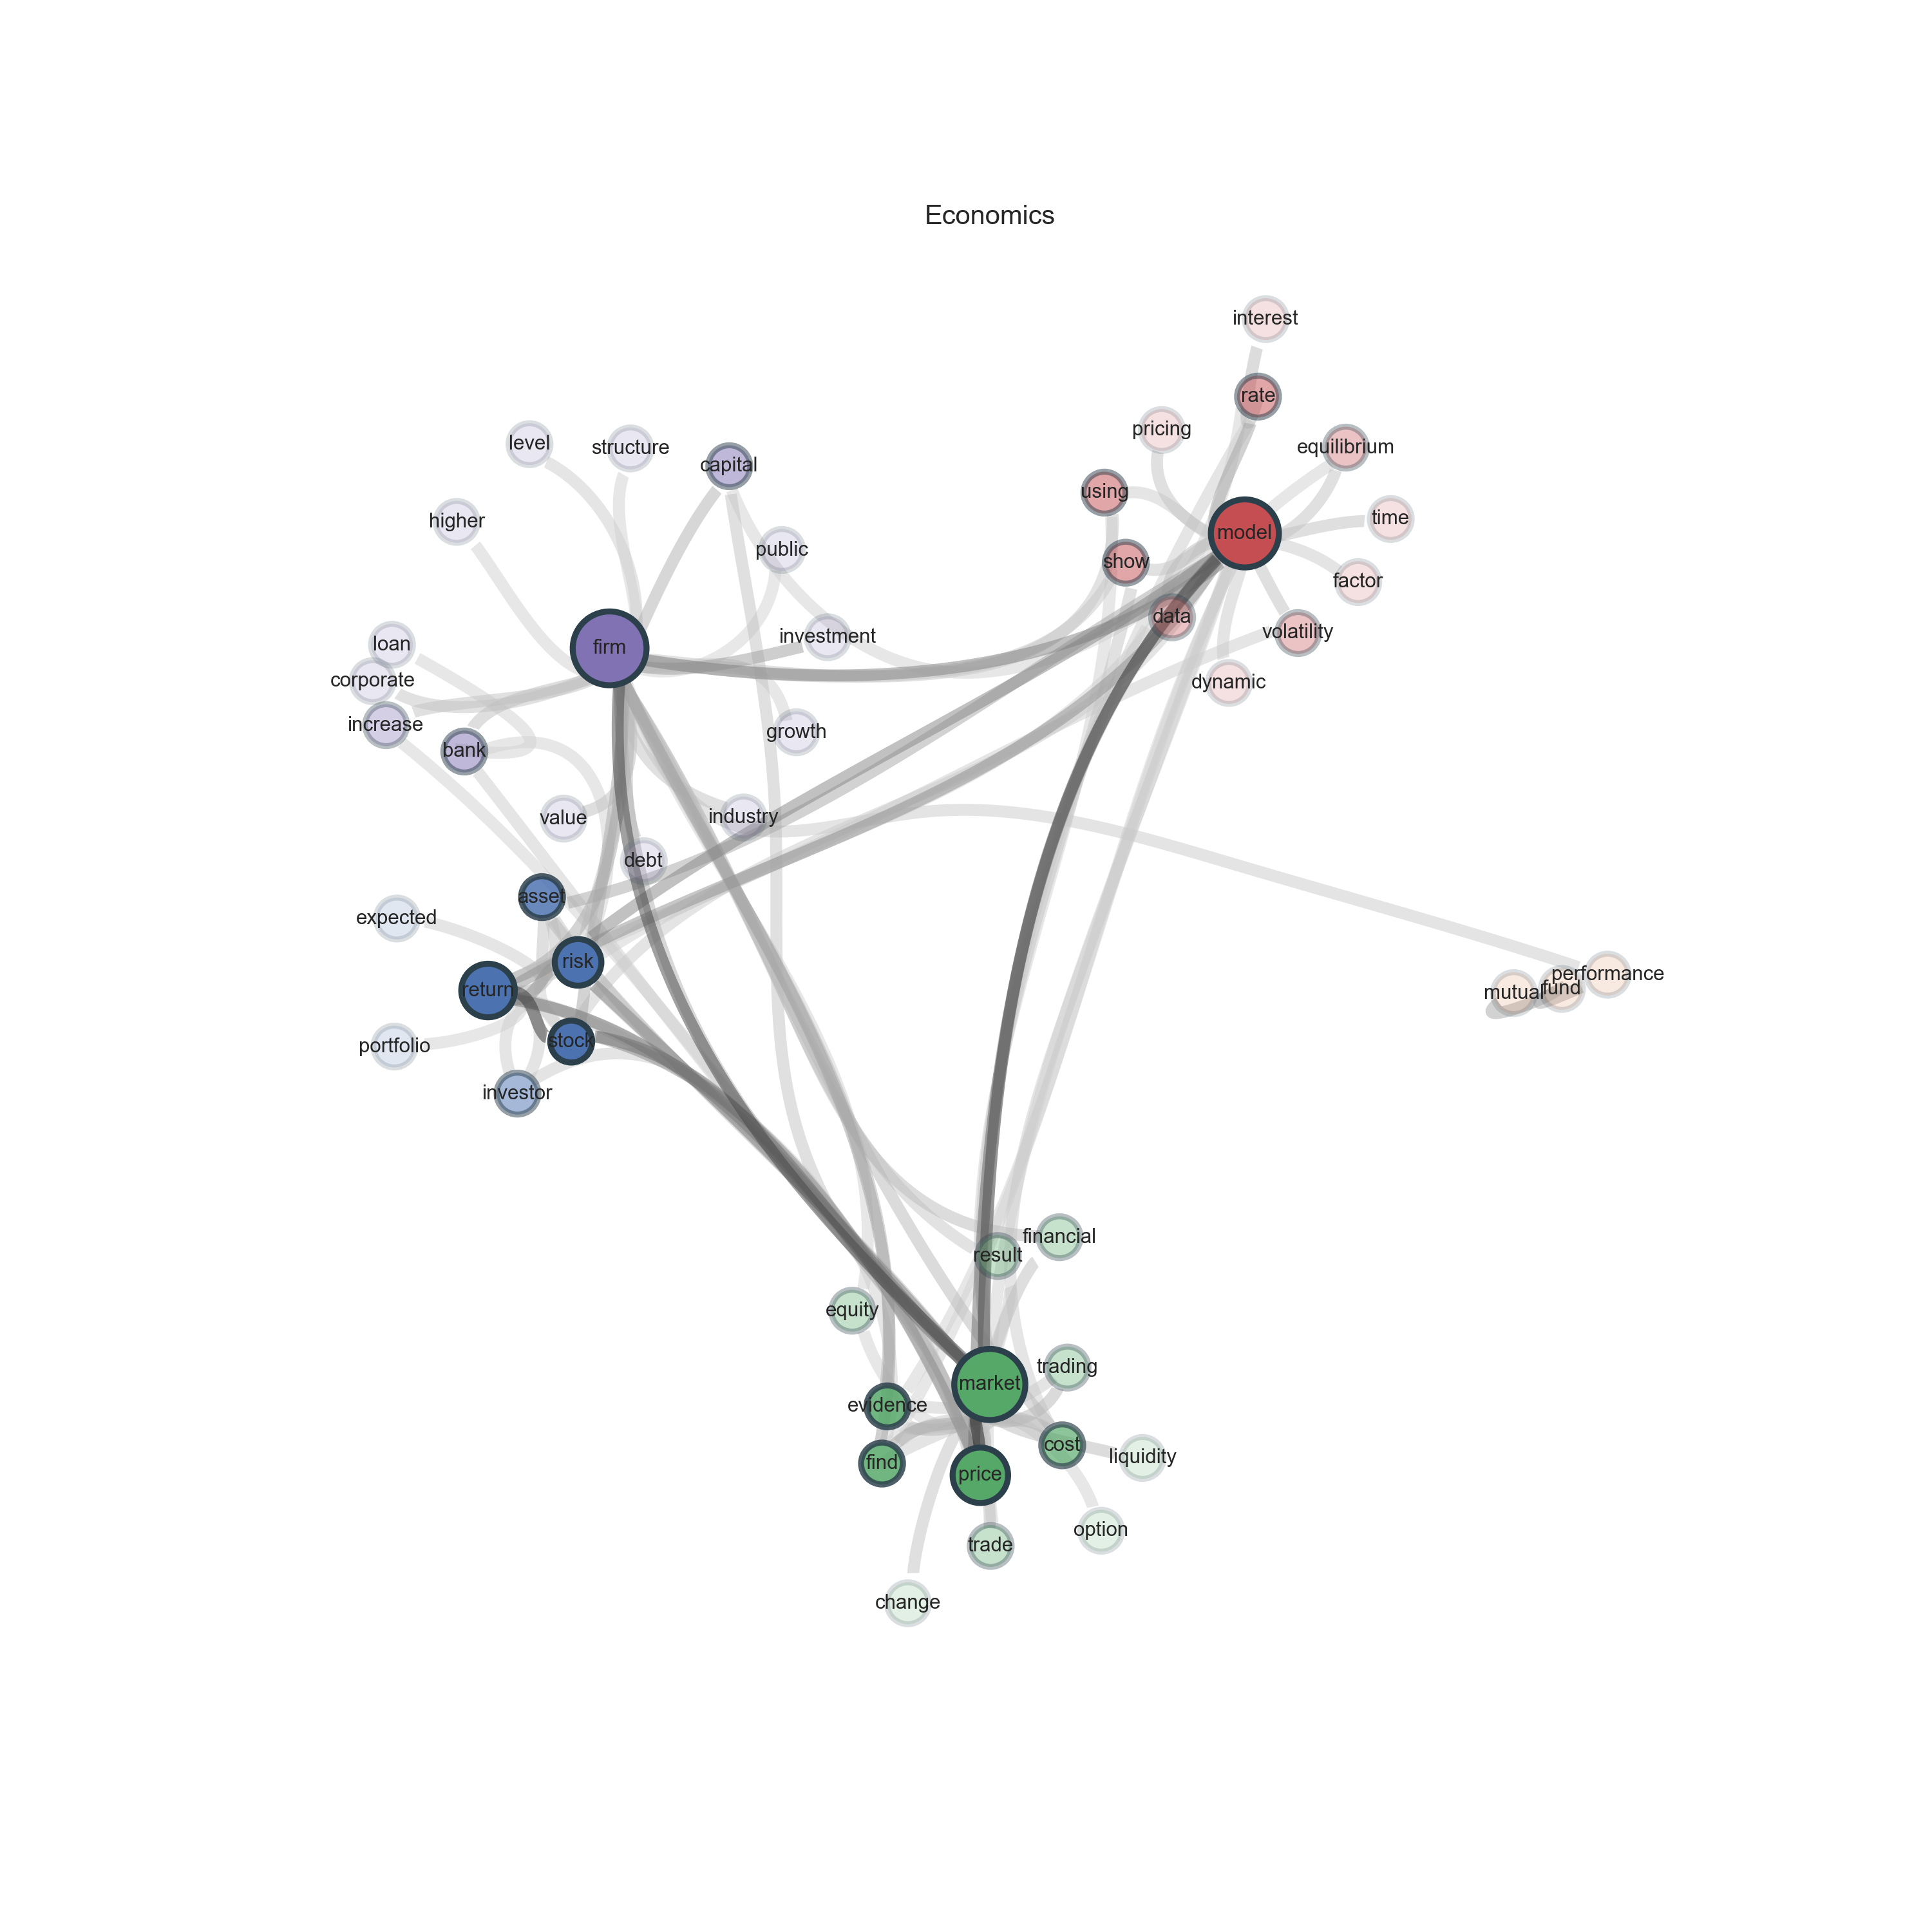 Economics
interest
rate
pricing
equilibrium
level
structure
capital
using
time
higher
model
public
show
factor
data
volatility
investment
loan
firm
corporate
dynamic
increase
growth
bank
value
industry
debt
asset
expected
risk
performance
return
mutual
fund
stock
portfolio
investor
financial
result
equity
trading
market
evidence
cost
liquidity
find
price
option
trade
change